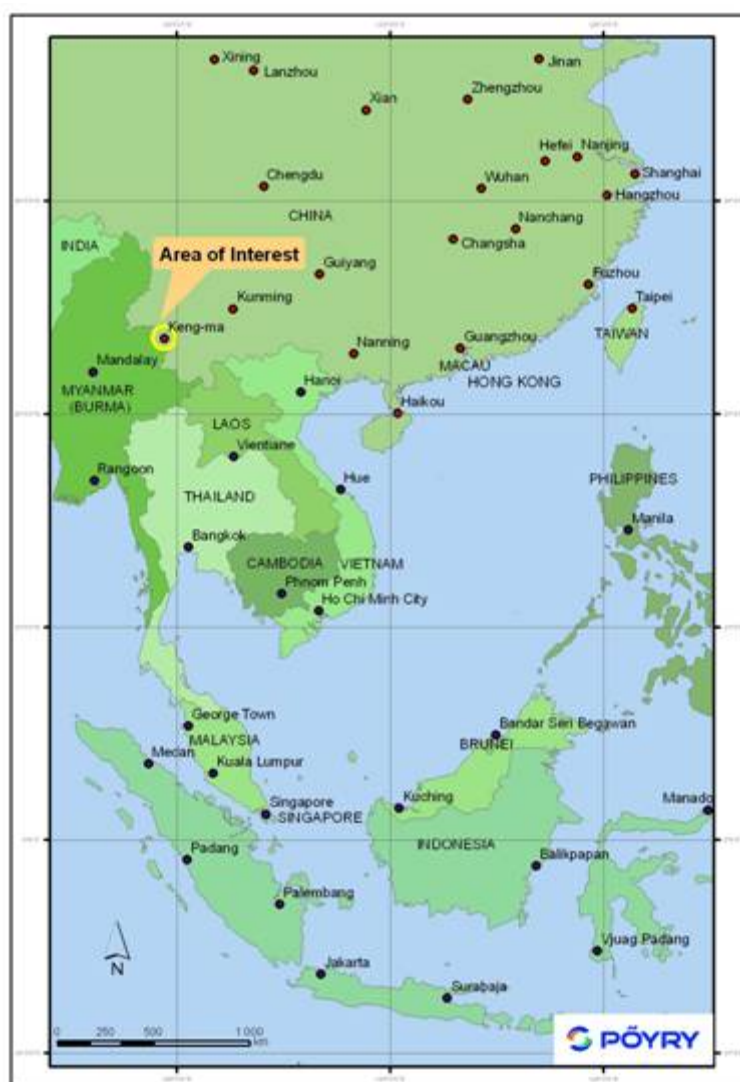 Xining
Jinan
Lanzhou
Zhengzhou
Xian
Hefei
Nanjing
Shanghai
Chengdu
Wuhan
Hangzhou
CHINA
Nanchang
INDIA
Area of Interest
Changsha
Guiyang
Fuzhou
Kunming
Taipei
Keng-ma
TAIWAN
Nanning
Guangzhou
Mandalay
MACAU
HONG KONG
MYANMAR
(BURMA)
Hanoi
Haikou
LAOS
Vientiane
Rangoon
Hue
PHILIPPINES
THAILAND
Manila
Bangkok
CAMBODIA
VIETNAM
Phnom Penh
Ho Chi Minh City
George Town
Bandar Seri Begawan
MALAYSIA
Medan
BRUNEI
Kuala Lumpur
Singapore
Kuching
Manado
SINGAPORE
INDONESIA
Padang
Balikpapan
Palembang
Vjuag Padang
N
Jakarta
Surabaja
0 250 500 1 000
km
PÖYRY